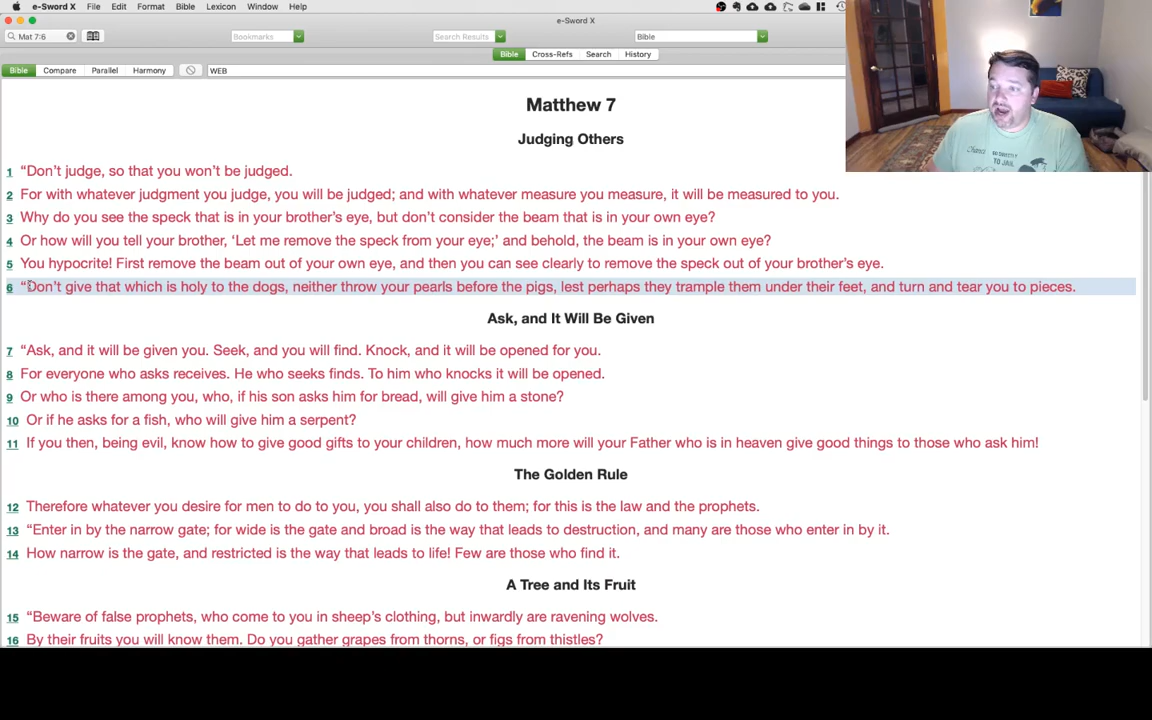 e-Sword X File Edit Format Bible Lexicon Window Help
e-Sword X
Mat 7:6 Bookmarks Search Results Bible
Bible Cross-Refs Search History
Bible Compare Parallel Harmony WEB
Matthew 7
Judging Others
1 “Don’t judge, so that you won’t be judged.
2 For with whatever judgment you judge, you will be judged; and with whatever measure you measure, it will be measured to you.
3 Why do you see the speck that is in your brother’s eye, but don’t consider the beam that is in your own eye?
4 Or how will you tell your brother, ‘Let me remove the speck from your eye;’ and behold, the beam is in your own eye?
5 You hypocrite! First remove the beam out of your own eye, and then you can see clearly to remove the speck out of your brother’s eye.
6 “Don’t give that which is holy to the dogs, neither throw your pearls before the pigs, lest perhaps they trample them under their feet, and turn and tear you to pieces.
Ask, and It Will Be Given
7 “Ask, and it will be given you. Seek, and you will find. Knock, and it will be opened for you.
8 For everyone who asks receives. He who seeks finds. To him who knocks it will be opened.
9 Or who is there among you, who, if his son asks him for bread, will give him a stone?
10 Or if he asks for a fish, who will give him a serpent?
11 If you then, being evil, know how to give good gifts to your children, how much more will your Father who is in heaven give good things to those who ask him!
The Golden Rule
12 Therefore whatever you desire for men to do to you, you shall also do to them; for this is the law and the prophets.
13 “Enter in by the narrow gate; for wide is the gate and broad is the way that leads to destruction, and many are those who enter in by it.
14 How narrow is the gate, and restricted is the way that leads to life! Few are those who find it.
A Tree and Its Fruit
15 “Beware of false prophets, who come to you in sheep’s clothing, but inwardly are ravening wolves.
16 By their fruits you will know them. Do you gather grapes from thorns, or figs from thistles?
Chance
GO DIRECTLY
TO JAIL